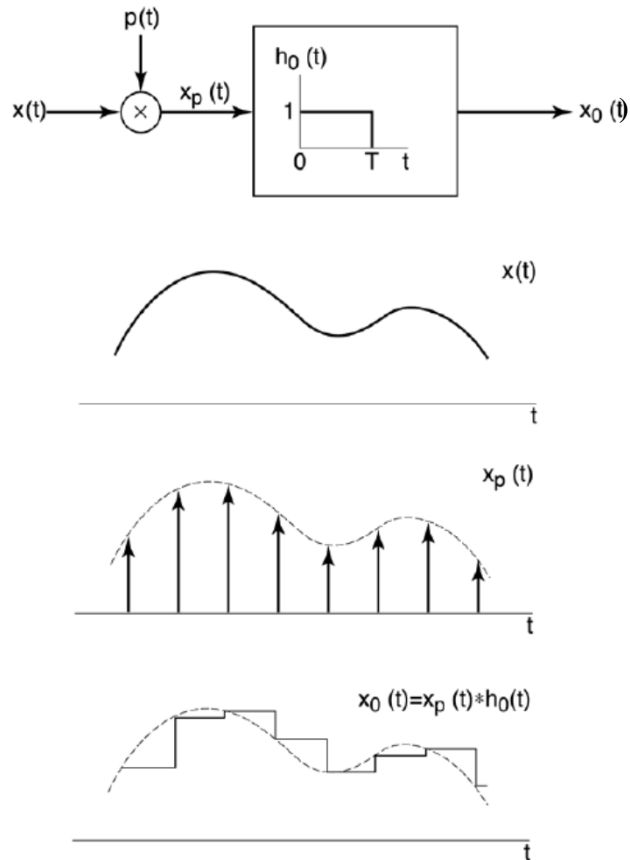 p(t)
x(t) × xp (t) x0 (t)
h0 (t)
1
0 T t
x(t)
t
xp (t)
t
x0 (t)=xp (t)*h0(t)
t